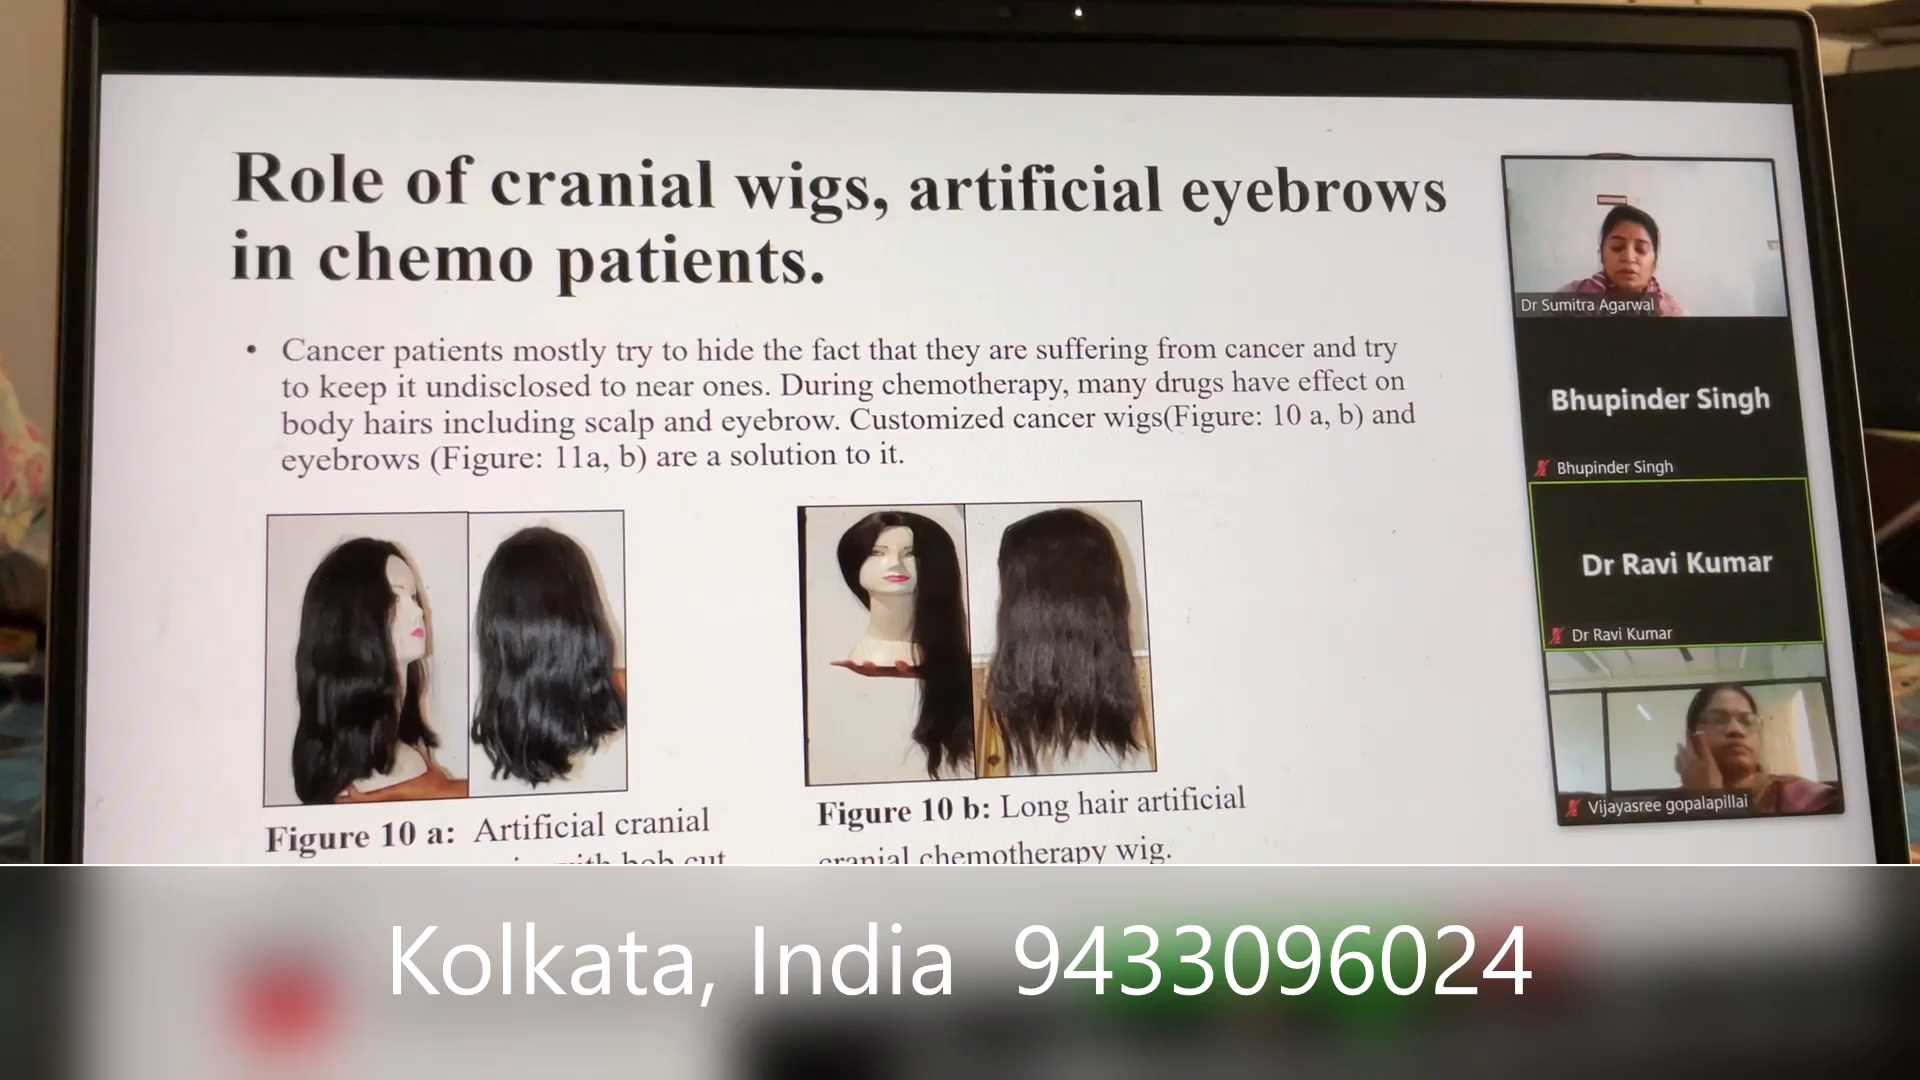 Role of cranial wigs, artificial eyebrows
in chemo patients.
• Cancer patients mostly try to hide the fact that they are suffering from cancer and try
to keep it undisclosed to near ones. During chemotherapy, many drugs have effect on
body hairs including scalp and eyebrow. Customized cancer wigs(Figure: 10 a, b) and
eyebrows (Figure: 11a, b) are a solution to it.
Figure 10 a: Artificial cranial
with bob cut
Figure 10 b: Long hair artificial
cranial chemotherapy wig.
Dr Sumitra Agarwal
Bhupinder Singh
Bhupinder Singh
Dr Ravi Kumar
Dr Ravi Kumar
Vijayasree gopalapillai
Kolkata, India 9433096024